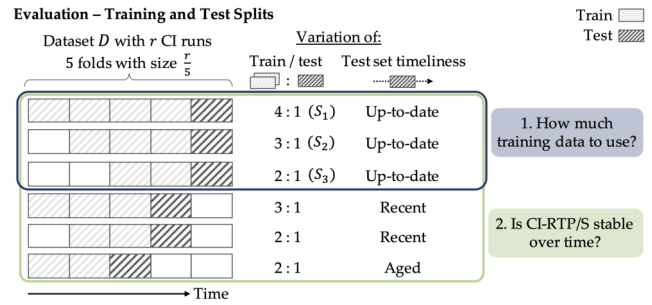 Evaluation – Training and Test Splits
Train
Test
Dataset D with r CI runs
5 folds with size r/5
Variation of:
Train / test
Test set timeliness
:
4 : 1 (S₁) Up-to-date
3 : 1 (S₂) Up-to-date
2 : 1 (S₃) Up-to-date
3 : 1 Recent
2 : 1 Recent
2 : 1 Aged
1. How much
training data to use?
2. Is CI-RTP/S stable
over time?
Time